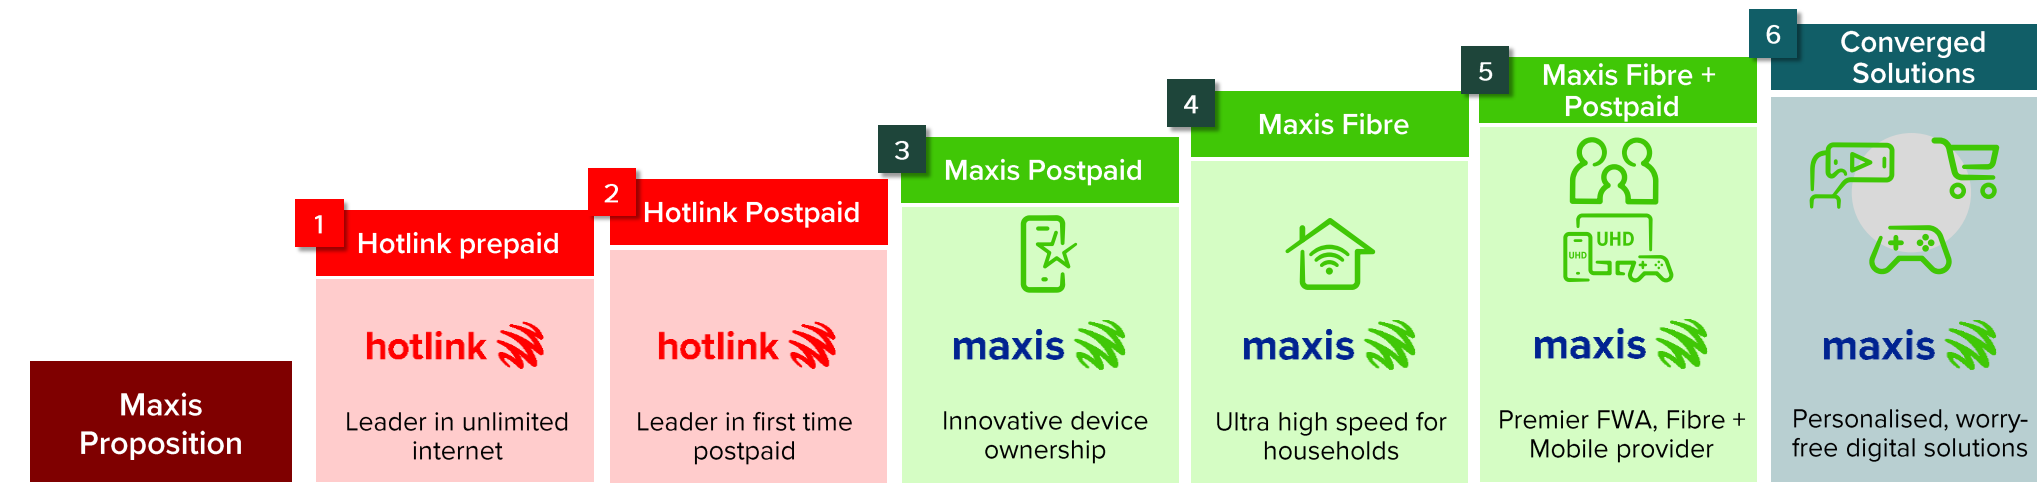 Maxis
Proposition
1
Hotlink prepaid
hotlink
Leader in unlimited
internet
2
Hotlink Postpaid
hotlink
Leader in first time
postpaid
3
Maxis Postpaid
maxis
Innovative device
ownership
4
Maxis Fibre
maxis
Ultra high speed for
households
5
Maxis Fibre +
Postpaid
UHD
UHD
maxis
Premier FWA, Fibre +
Mobile provider
6
Converged
Solutions
maxis
Personalised, worry-
free digital solutions